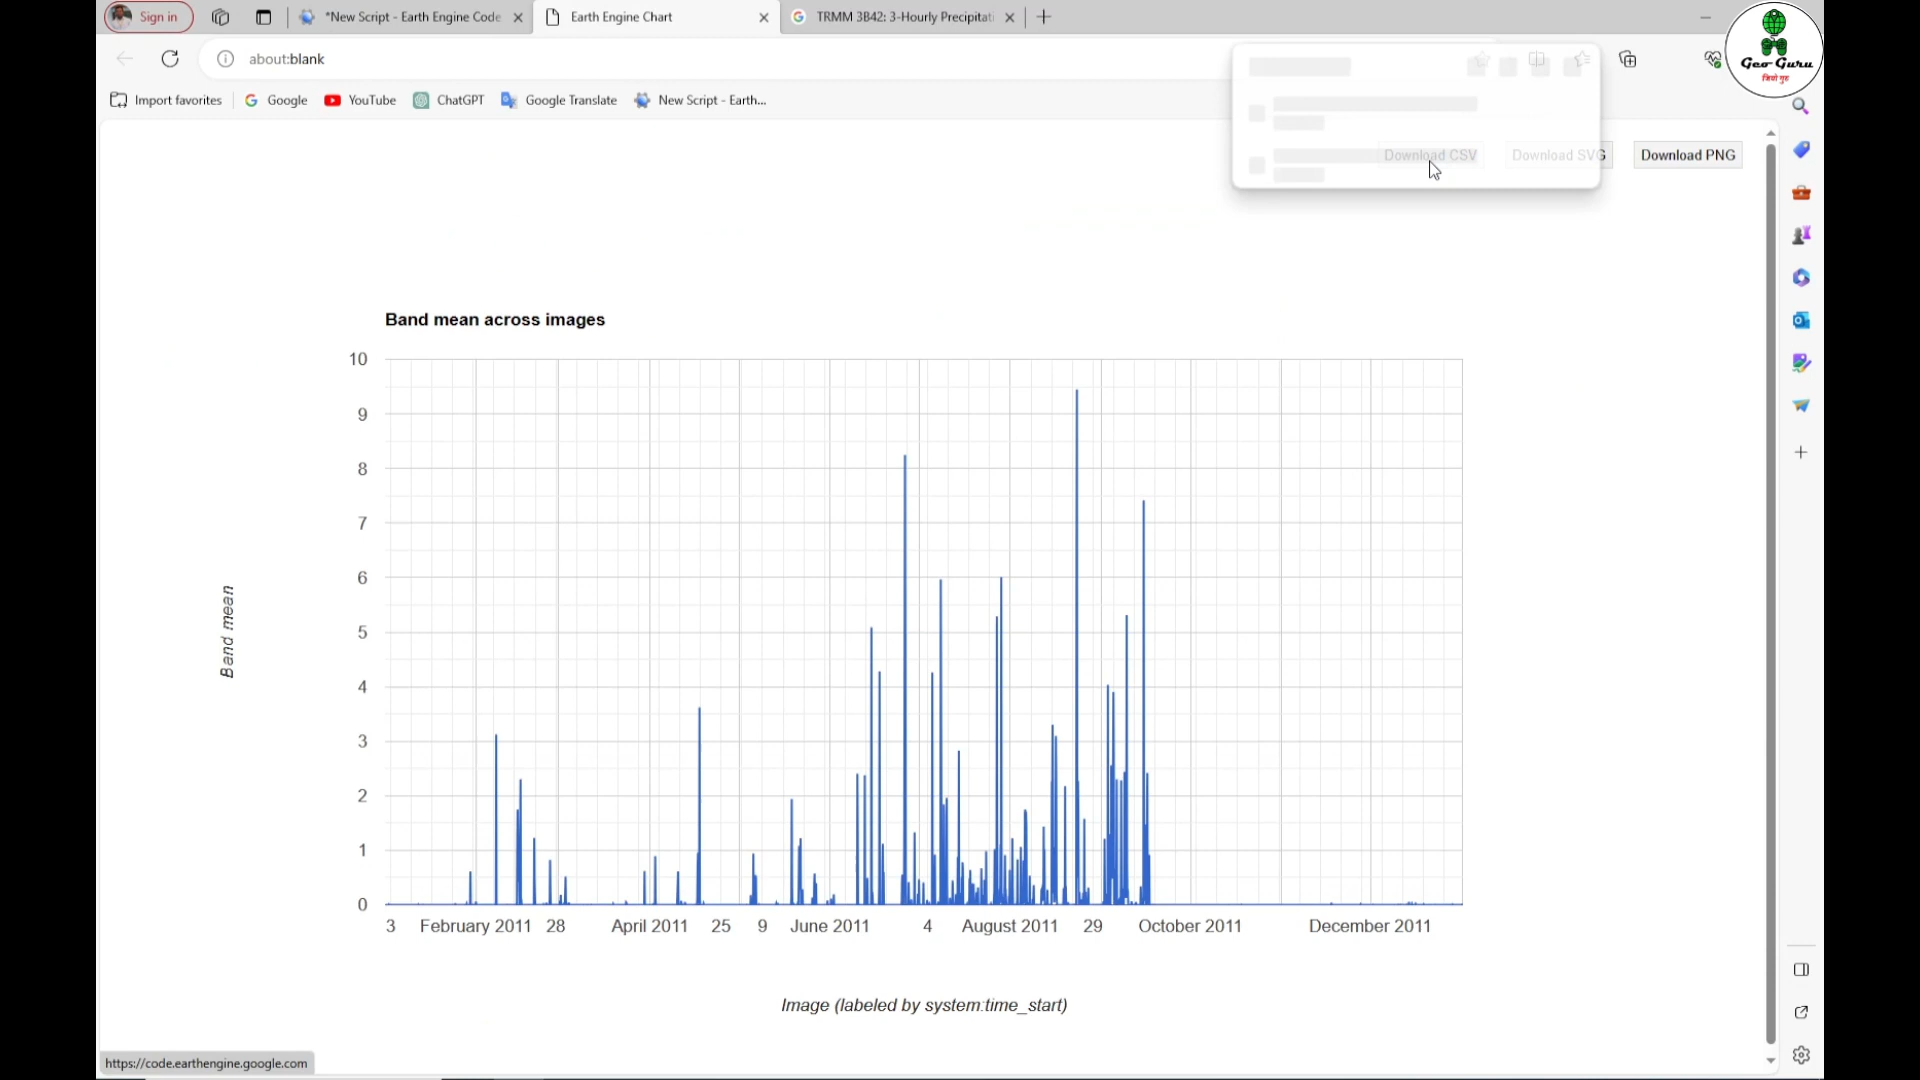 Sign in
*New Script - Earth Engine Code
Earth Engine Chart
TRMM 3B42: 3-Hourly Precipitati
about:blank
Geo Guru
जियो गुरु
Import favorites
Google
YouTube
ChatGPT
Google Translate
New Script - Earth...
Download CSV
Download SVG
Download PNG
Band mean across images
10
9
8
7
6
5
4
3
2
1
0
Band mean
3 February 2011 28 April 2011 25 9 June 2011 4 August 2011 29 October 2011 December 2011
Image (labeled by system:time_start)
https://code.earthengine.google.com